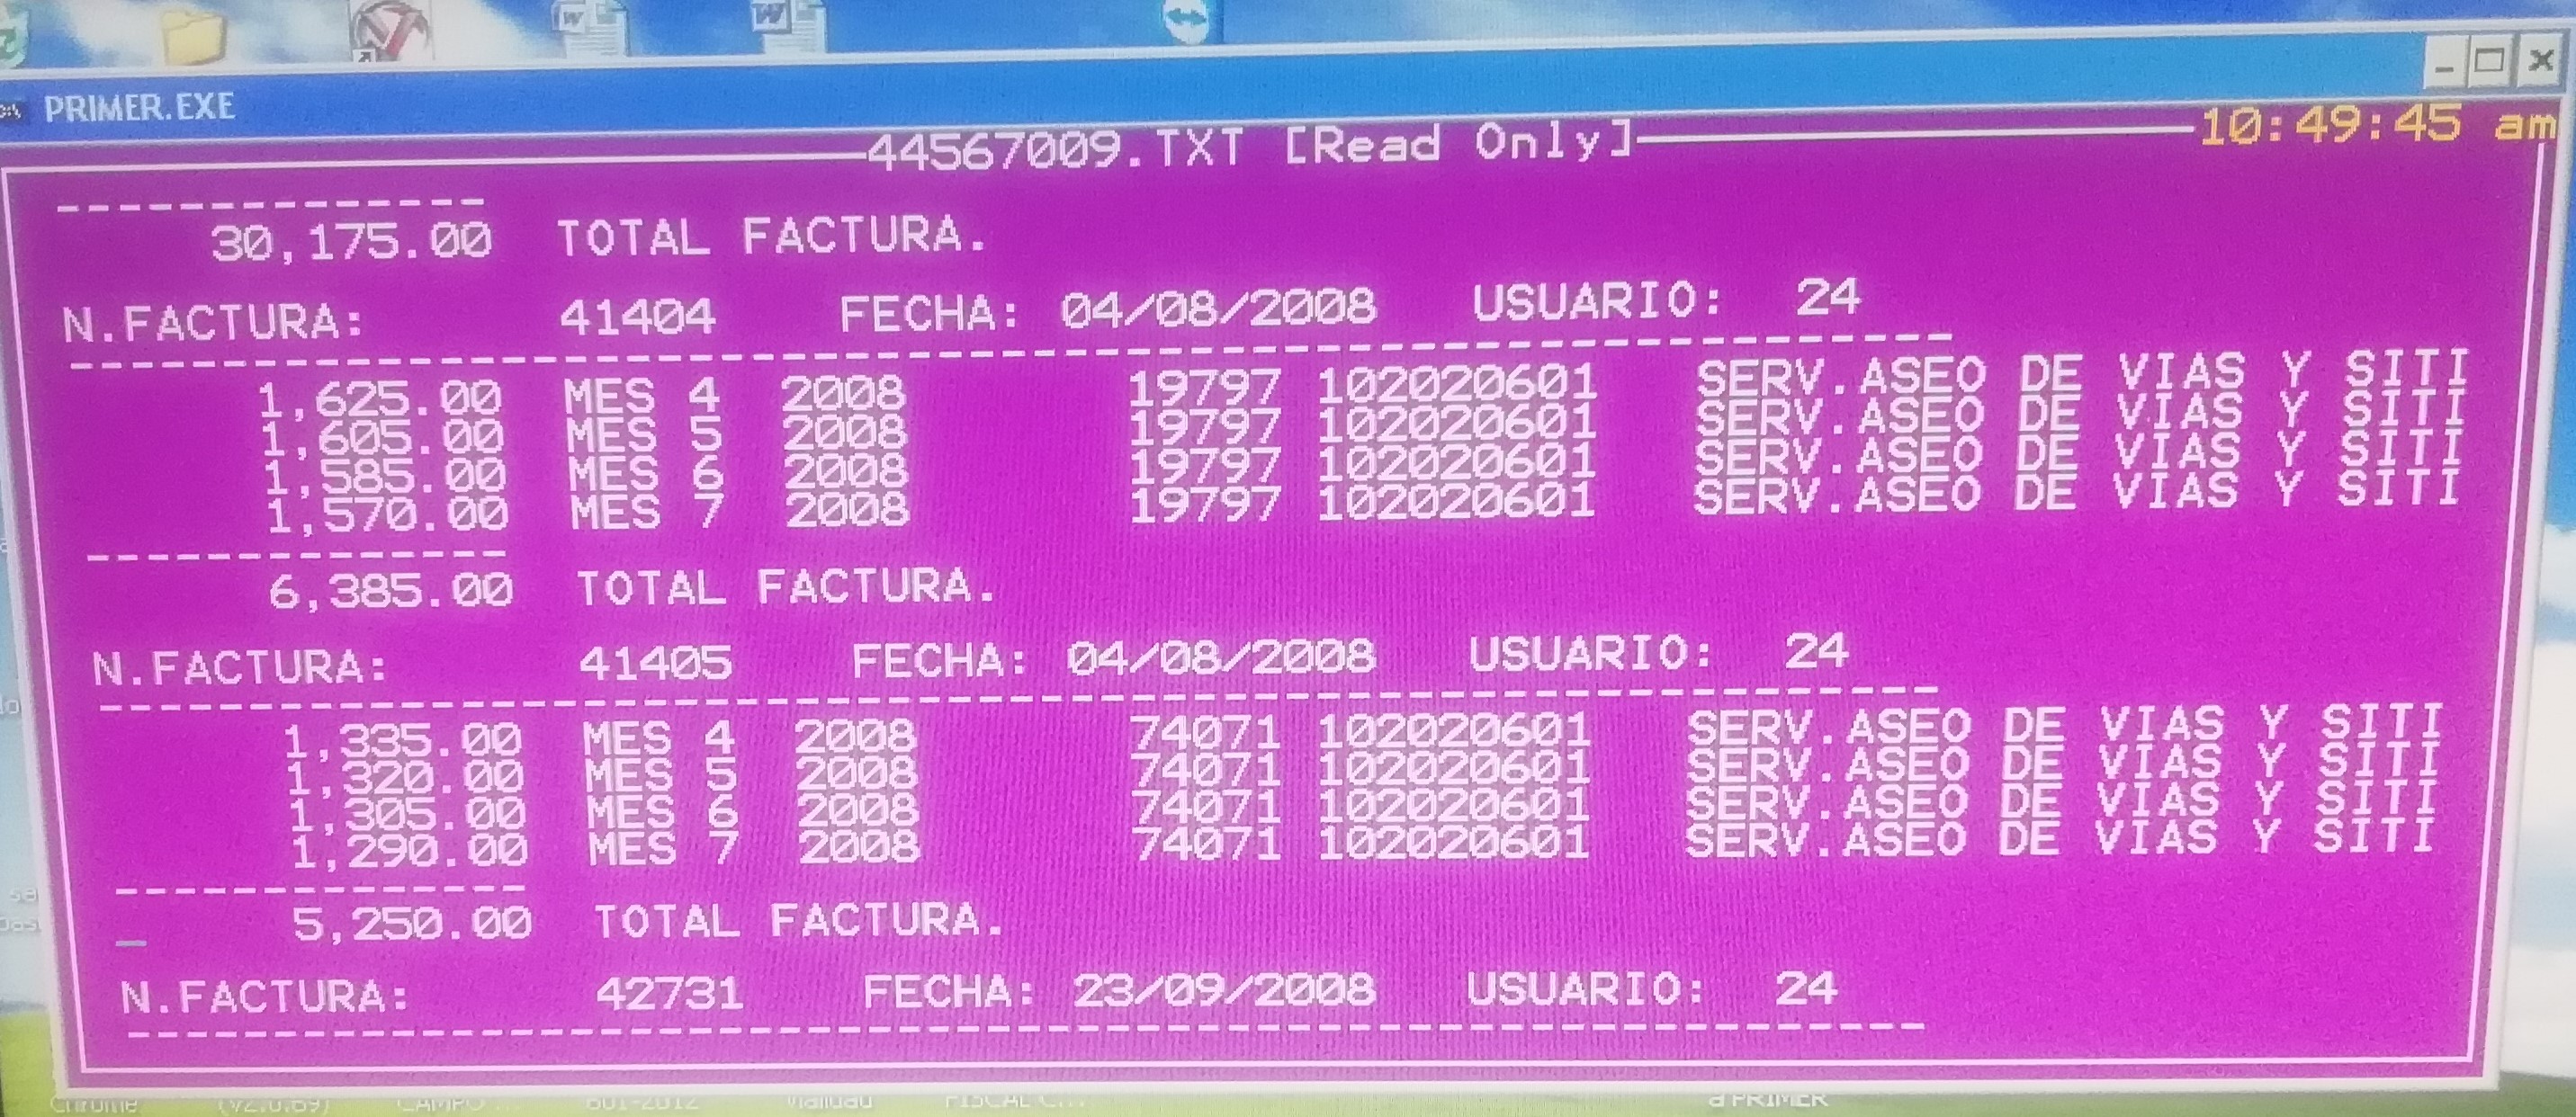 PRIMER.EXE
44567009.TXT [Read Only] 10:49:45 am
--------------
30,175.00 TOTAL FACTURA.
N.FACTURA: 41404 FECHA: 04/08/2008 USUARIO: 24
------------------------------------------------------------
1,625.00 MES 4 2008 19797 102020601 SERV.ASEO DE VIAS Y SITI
1,605.00 MES 5 2008 19797 102020601 SERV.ASEO DE VIAS Y SITI
1,585.00 MES 6 2008 19797 102020601 SERV.ASEO DE VIAS Y SITI
1,570.00 MES 7 2008 19797 102020601 SERV.ASEO DE VIAS Y SITI
--------------
6,385.00 TOTAL FACTURA.
N.FACTURA: 41405 FECHA: 04/08/2008 USUARIO: 24
------------------------------------------------------------
1,335.00 MES 4 2008 74071 102020601 SERV.ASEO DE VIAS Y SITI
1,320.00 MES 5 2008 74071 102020601 SERV.ASEO DE VIAS Y SITI
1,305.00 MES 6 2008 74071 102020601 SERV.ASEO DE VIAS Y SITI
1,290.00 MES 7 2008 74071 102020601 SERV.ASEO DE VIAS Y SITI
--------------
5,250.00 TOTAL FACTURA.
N.FACTURA: 42731 FECHA: 23/09/2008 USUARIO: 24
------------------------------------------------------------
Chrome (v2.0.69) CAMPO ... 601-2012 vialidad FISCAL C... a PRIMER